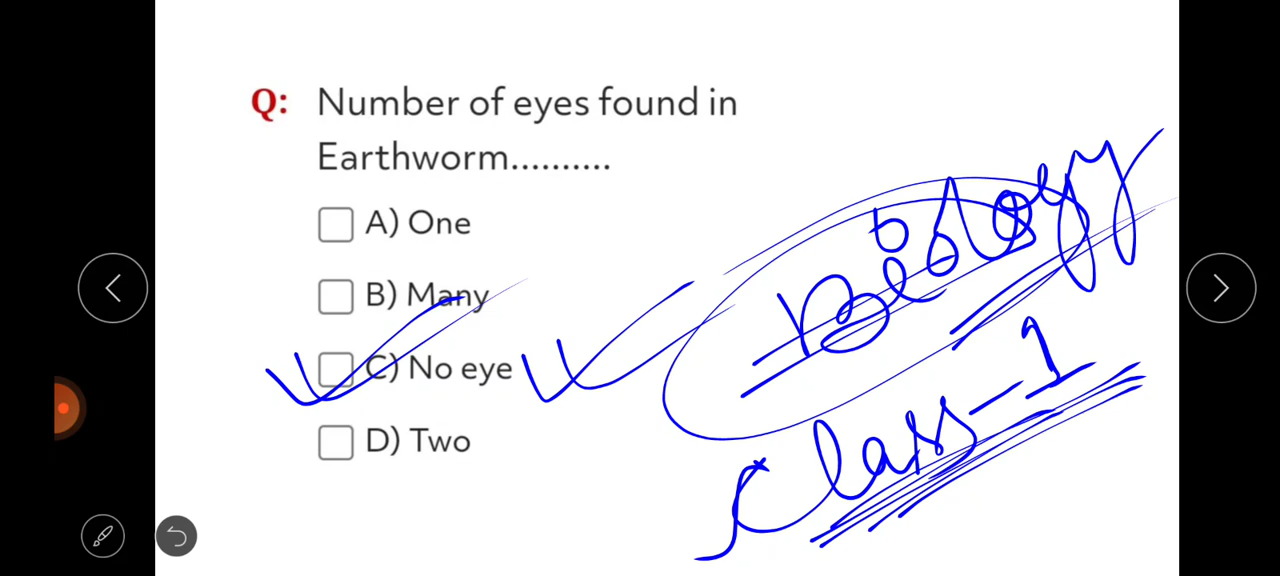 Q: Number of eyes found in
Earthworm..........
A) One
B) Many
C) No eye
D) Two
Biology
Class-1